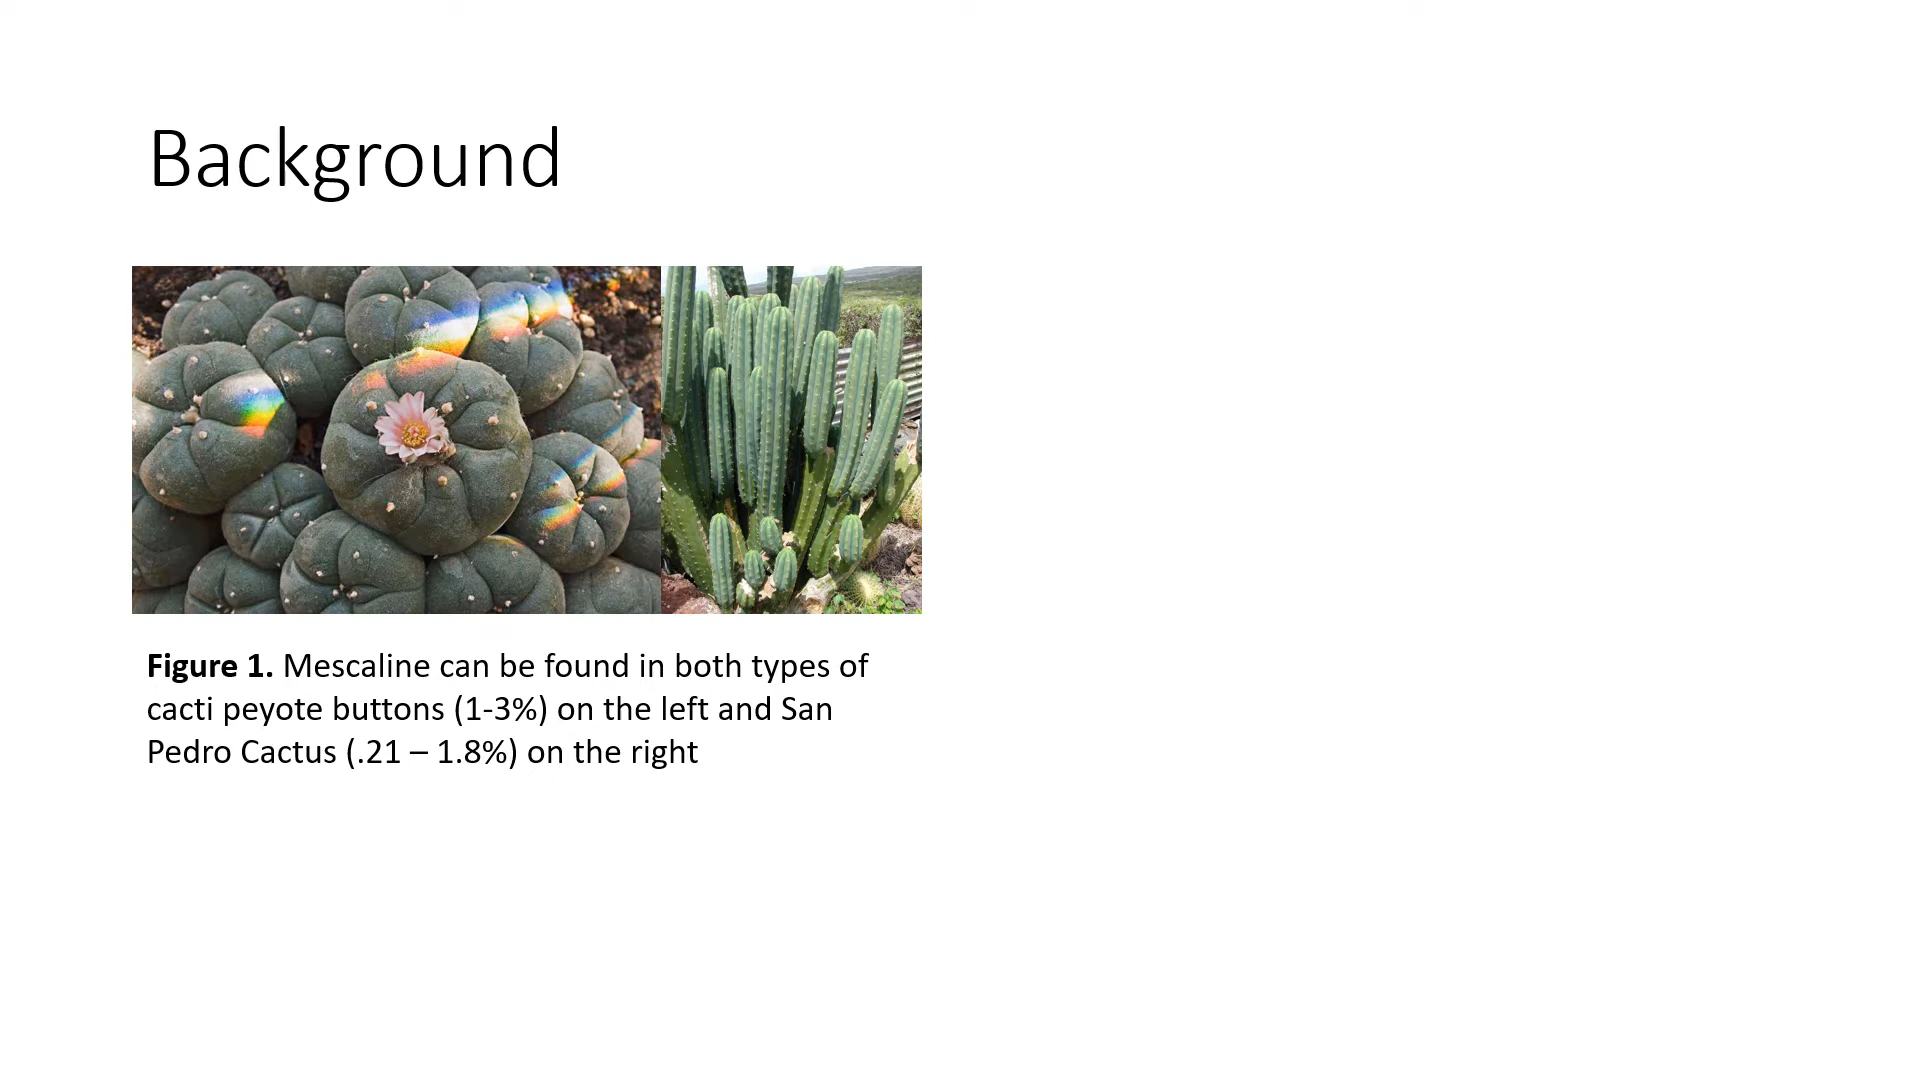 Background
Figure 1. Mescaline can be found in both types of
cacti peyote buttons (1-3%) on the left and San
Pedro Cactus (.21 – 1.8%) on the right